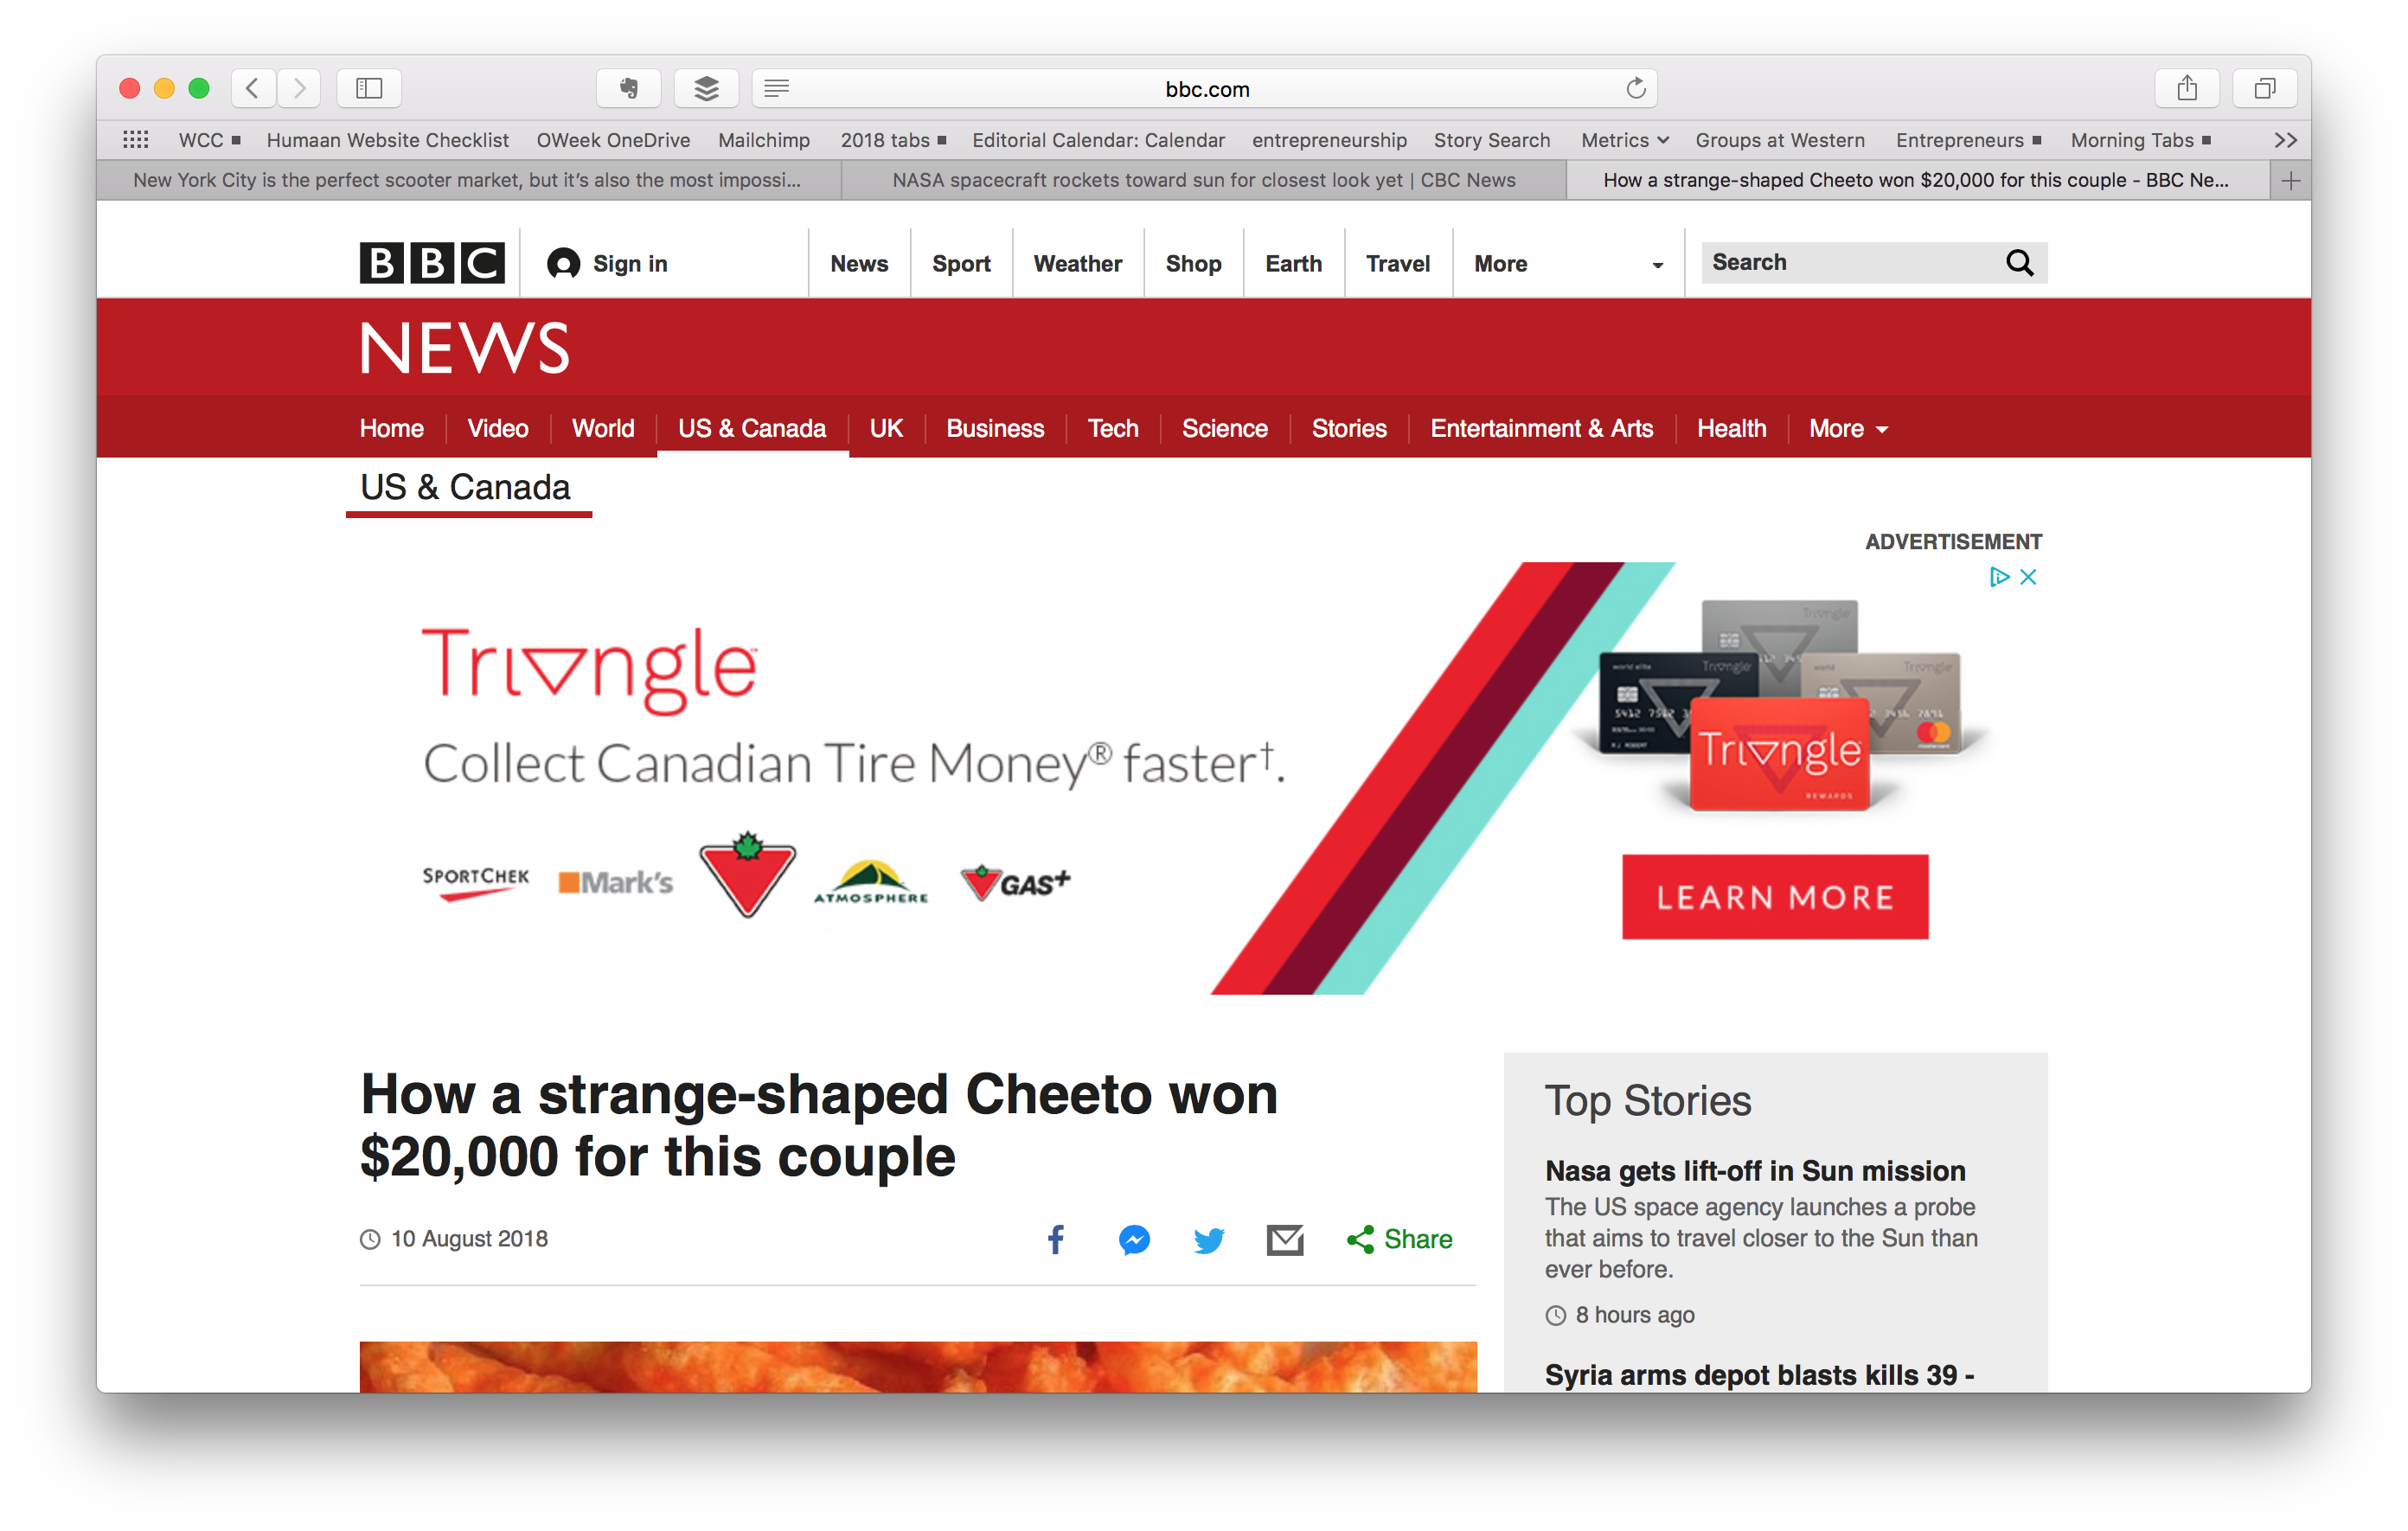 bbc.com
WCC
Humaan Website Checklist
OWeek OneDrive
Mailchimp
2018 tabs
Editorial Calendar: Calendar
entrepreneurship
Story Search
Metrics
Groups at Western
Entrepreneurs
Morning Tabs
New York City is the perfect scooter market, but it's also the most impossi...
NASA spacecraft rockets toward sun for closest look yet | CBC News
How a strange-shaped Cheeto won $20,000 for this couple - BBC Ne...
BBC
Sign in
News
Sport
Weather
Shop
Earth
Travel
More
Search
NEWS
Home
Video
World
US & Canada
UK
Business
Tech
Science
Stories
Entertainment & Arts
Health
More
US & Canada
ADVERTISEMENT
Triangle
Collect Canadian Tire Money® faster†.
SPORTCHEK
Mark's
ATMOSPHERE
GAS+
Triangle
world elite
Triangle
world
Triangle
Triangle
REWARDS
LEARN MORE
How a strange-shaped Cheeto won
$20,000 for this couple
10 August 2018
Share
Top Stories
Nasa gets lift-off in Sun mission
The US space agency launches a probe
that aims to travel closer to the Sun than
ever before.
8 hours ago
Syria arms depot blasts kills 39 -